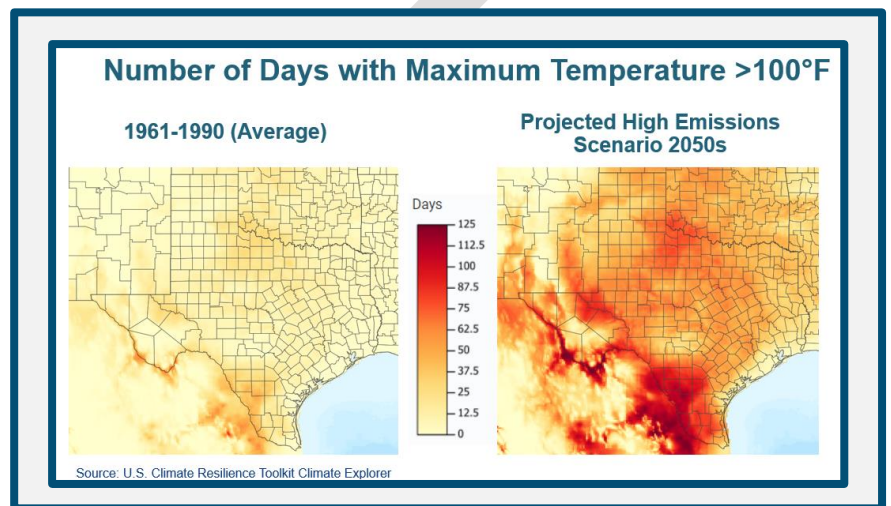 Number of Days with Maximum Temperature >100°F
1961-1990 (Average)
Projected High Emissions
Scenario 2050s
Days
125
112.5
100
87.5
75
62.5
50
37.5
25
12.5
0
Source: U.S. Climate Resilience Toolkit Climate Explorer